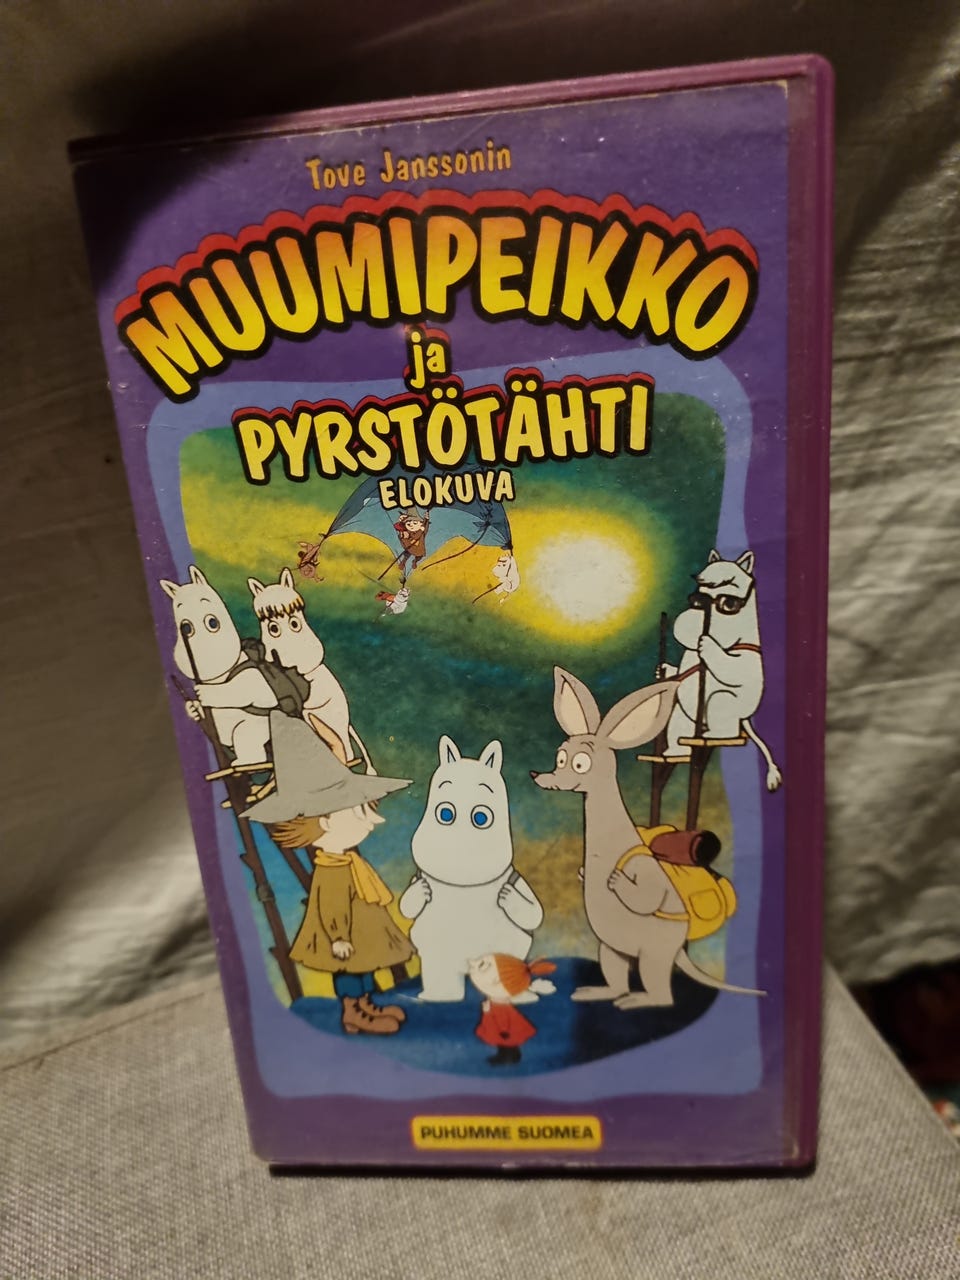 Tove Janssonin
MUUMIPEIKKO
ja
PYRSTÖTÄHTI
ELOKUVA
PUHUMME SUOMEA